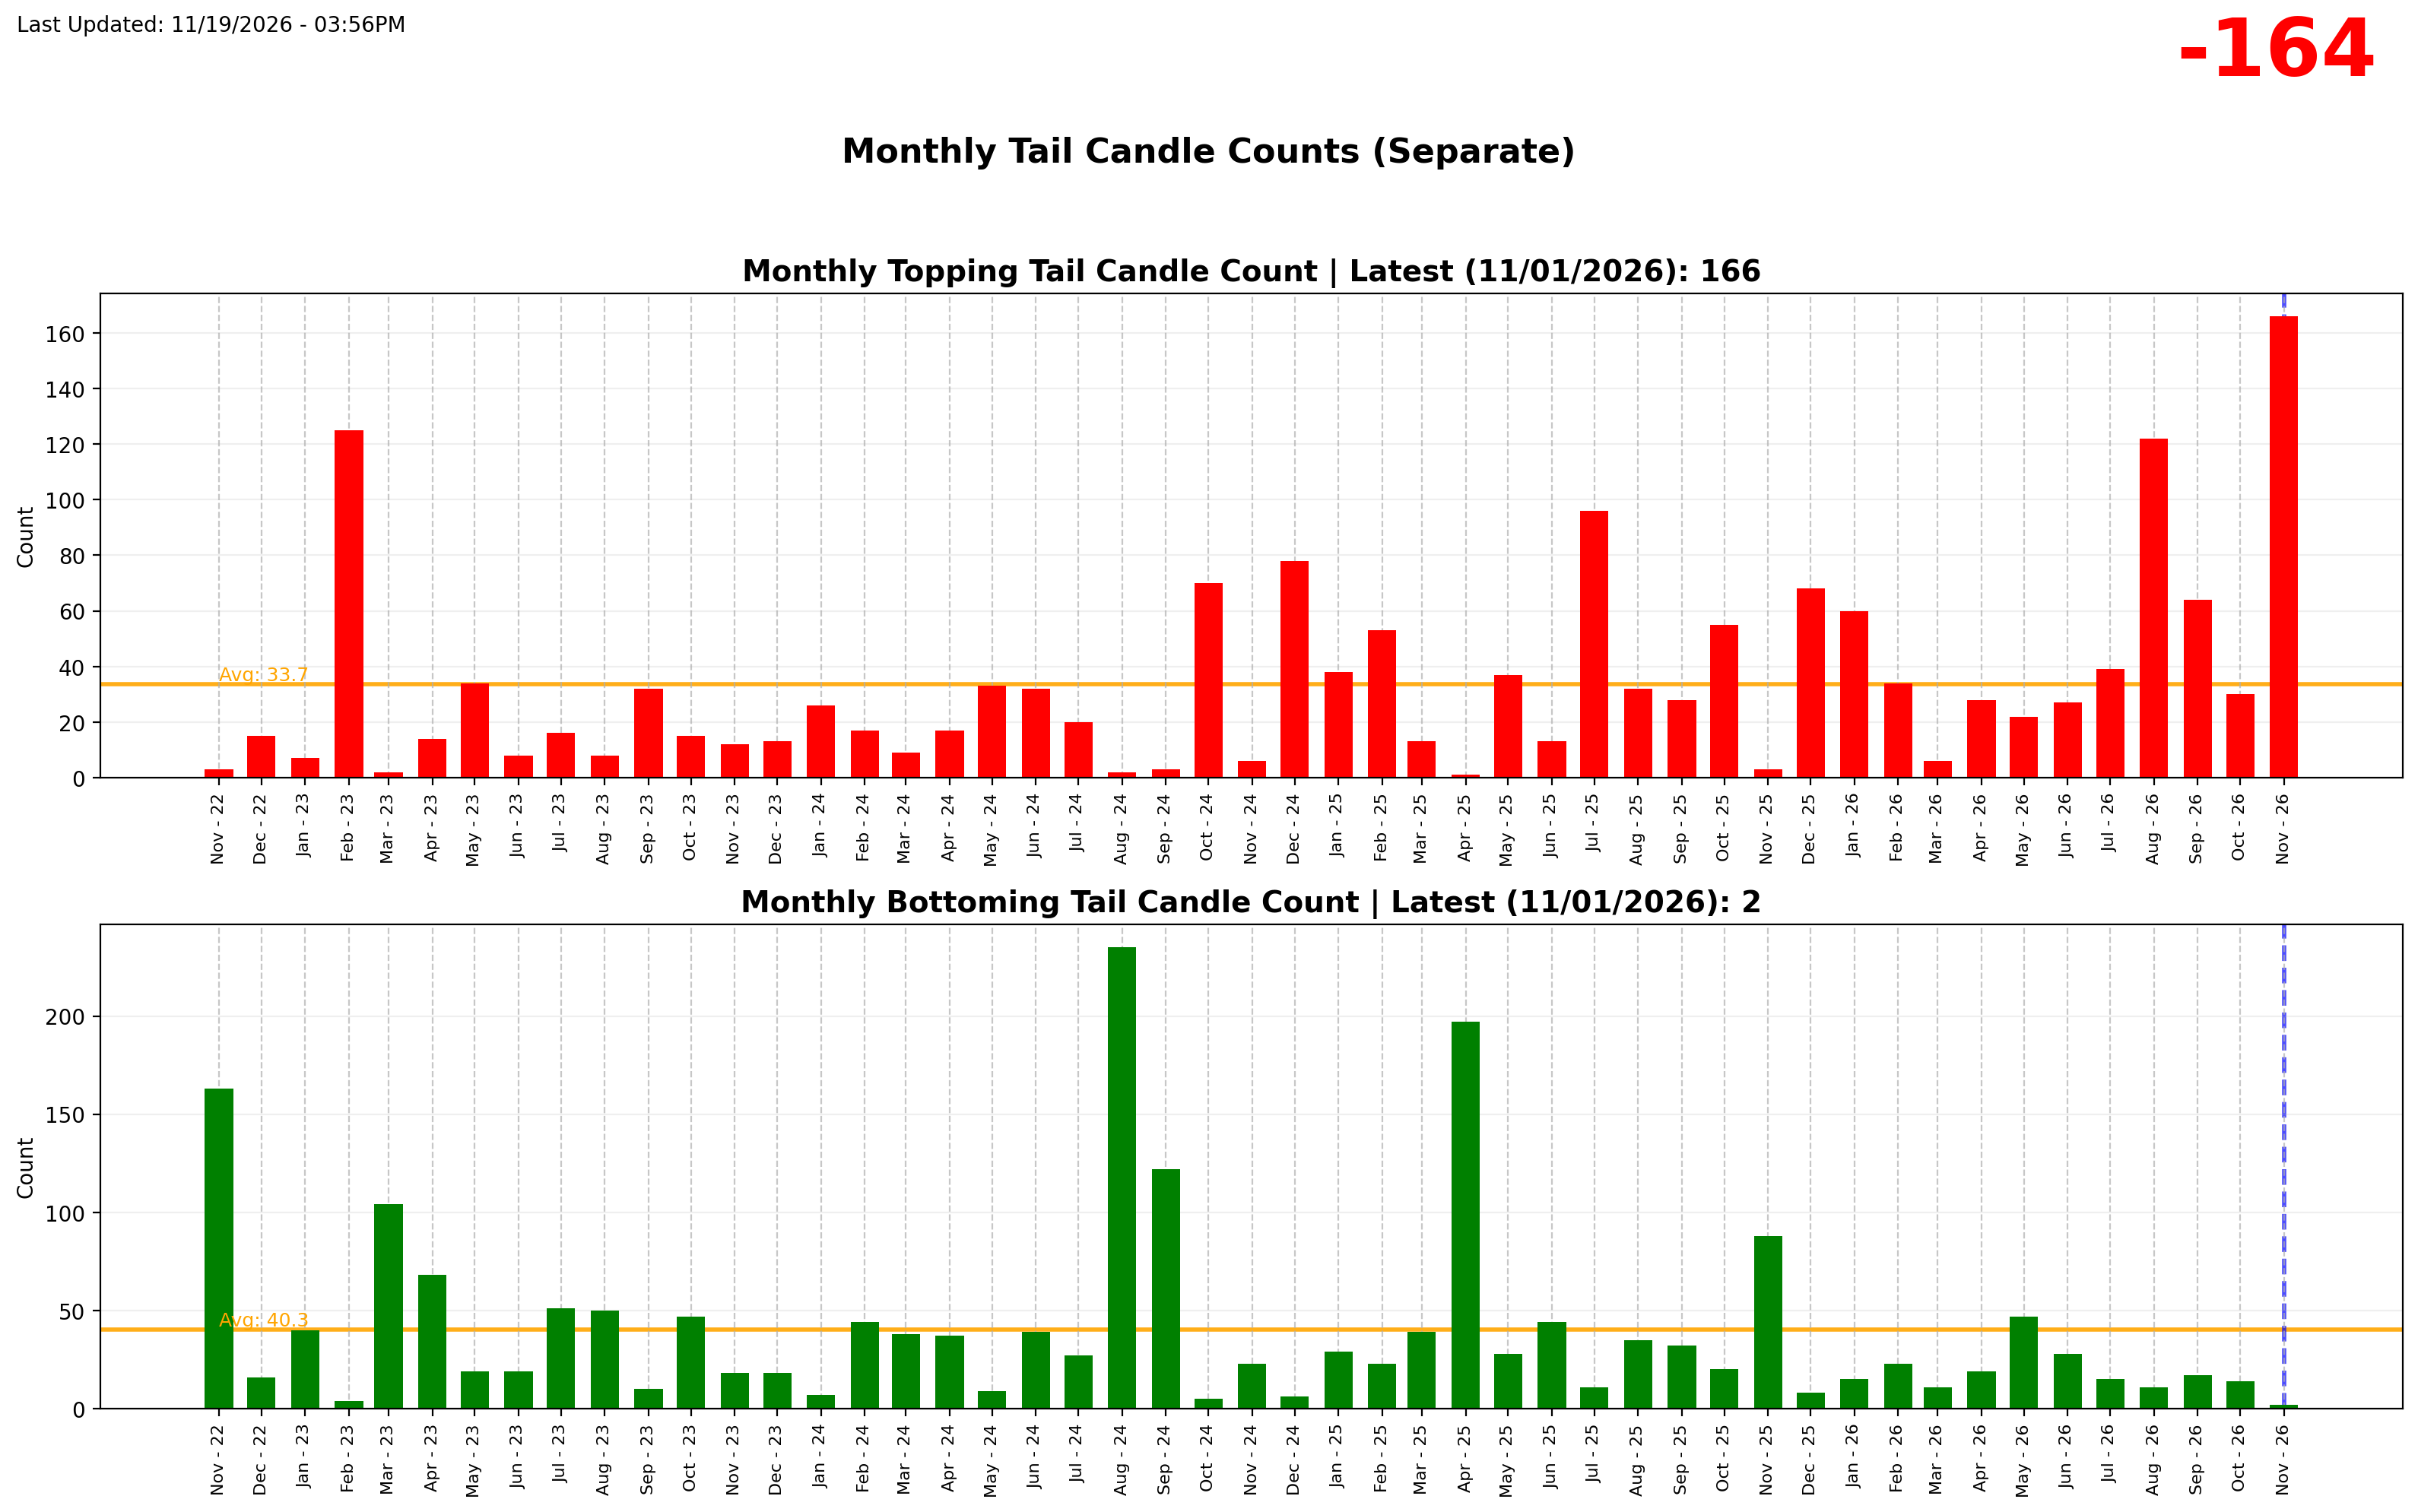 Last Updated: 11/19/2026 - 03:56PM
-164
Monthly Tail Candle Counts (Separate)
Monthly Topping Tail Candle Count | Latest (11/01/2026): 166
Count
160
140
120
100
80
60
40
20
0
Avg: 33.7
Nov - 22
Dec - 22
Jan - 23
Feb - 23
Mar - 23
Apr - 23
May - 23
Jun - 23
Jul - 23
Aug - 23
Sep - 23
Oct - 23
Nov - 23
Dec - 23
Jan - 24
Feb - 24
Mar - 24
Apr - 24
May - 24
Jun - 24
Jul - 24
Aug - 24
Sep - 24
Oct - 24
Nov - 24
Dec - 24
Jan - 25
Feb - 25
Mar - 25
Apr - 25
May - 25
Jun - 25
Jul - 25
Aug - 25
Sep - 25
Oct - 25
Nov - 25
Dec - 25
Jan - 26
Feb - 26
Mar - 26
Apr - 26
May - 26
Jun - 26
Jul - 26
Aug - 26
Sep - 26
Oct - 26
Nov - 26
Monthly Bottoming Tail Candle Count | Latest (11/01/2026): 2
Count
200
150
100
50
0
Avg: 40.3
Nov - 22
Dec - 22
Jan - 23
Feb - 23
Mar - 23
Apr - 23
May - 23
Jun - 23
Jul - 23
Aug - 23
Sep - 23
Oct - 23
Nov - 23
Dec - 23
Jan - 24
Feb - 24
Mar - 24
Apr - 24
May - 24
Jun - 24
Jul - 24
Aug - 24
Sep - 24
Oct - 24
Nov - 24
Dec - 24
Jan - 25
Feb - 25
Mar - 25
Apr - 25
May - 25
Jun - 25
Jul - 25
Aug - 25
Sep - 25
Oct - 25
Nov - 25
Dec - 25
Jan - 26
Feb - 26
Mar - 26
Apr - 26
May - 26
Jun - 26
Jul - 26
Aug - 26
Sep - 26
Oct - 26
Nov - 26